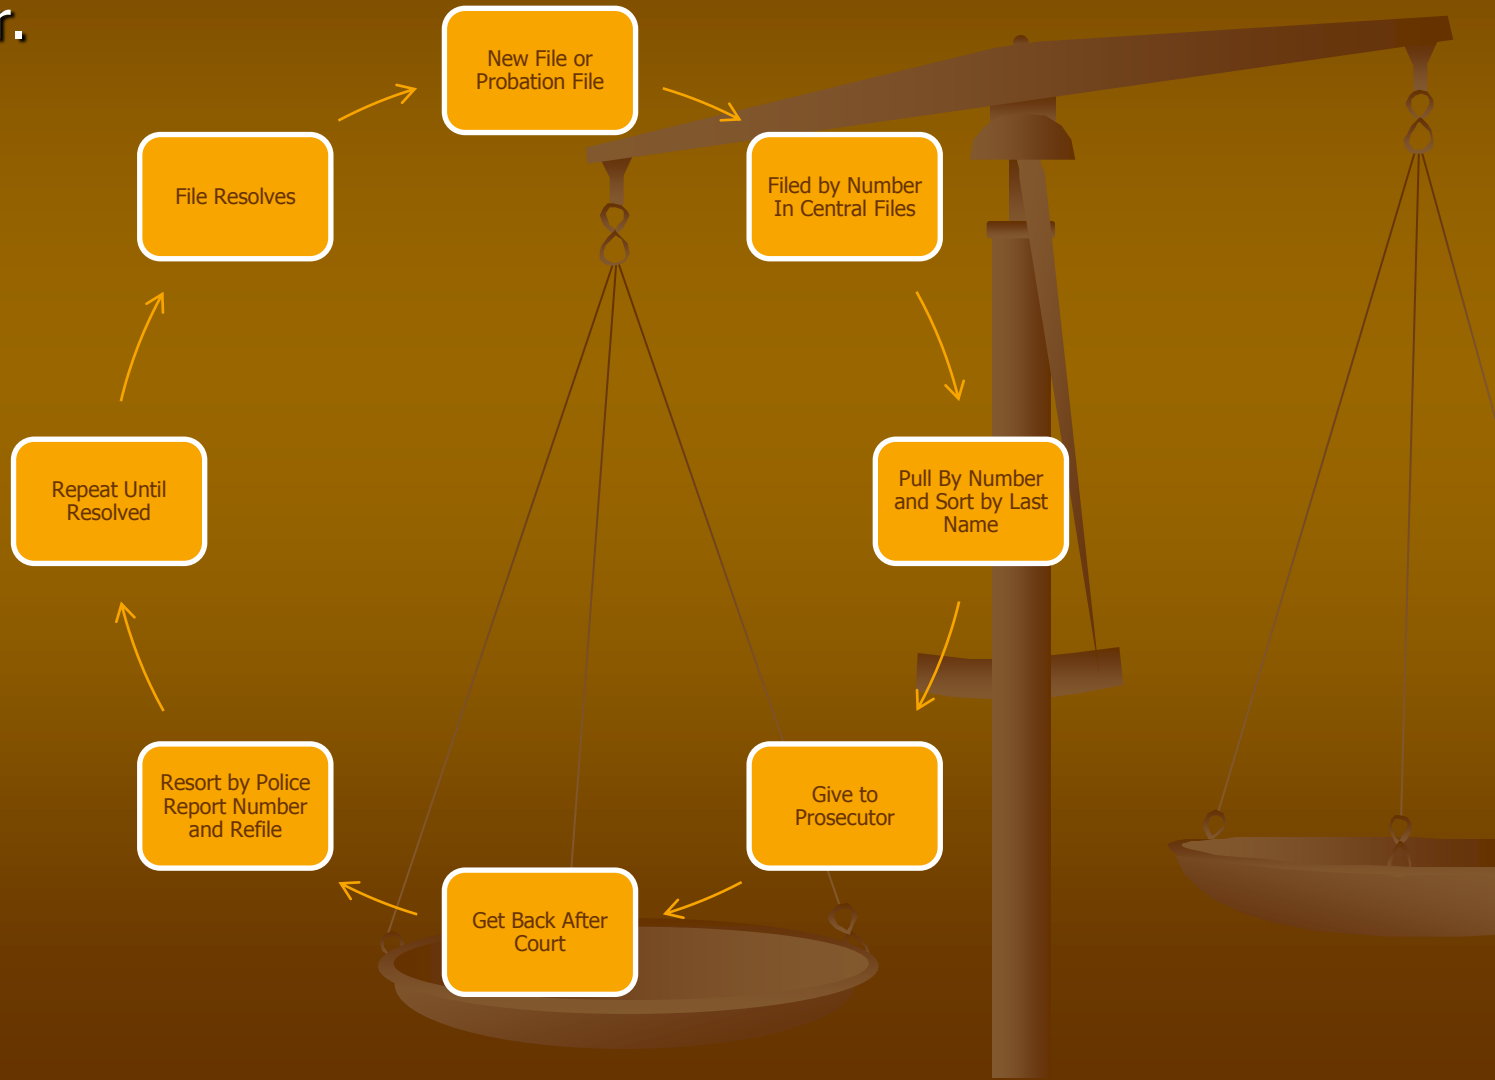 r.
New File or
Probation File
Filed by Number
In Central Files
Pull By Number
and Sort by Last
Name
Give to
Prosecutor
Get Back After
Court
Resort by Police
Report Number
and Refile
Repeat Until
Resolved
File Resolves